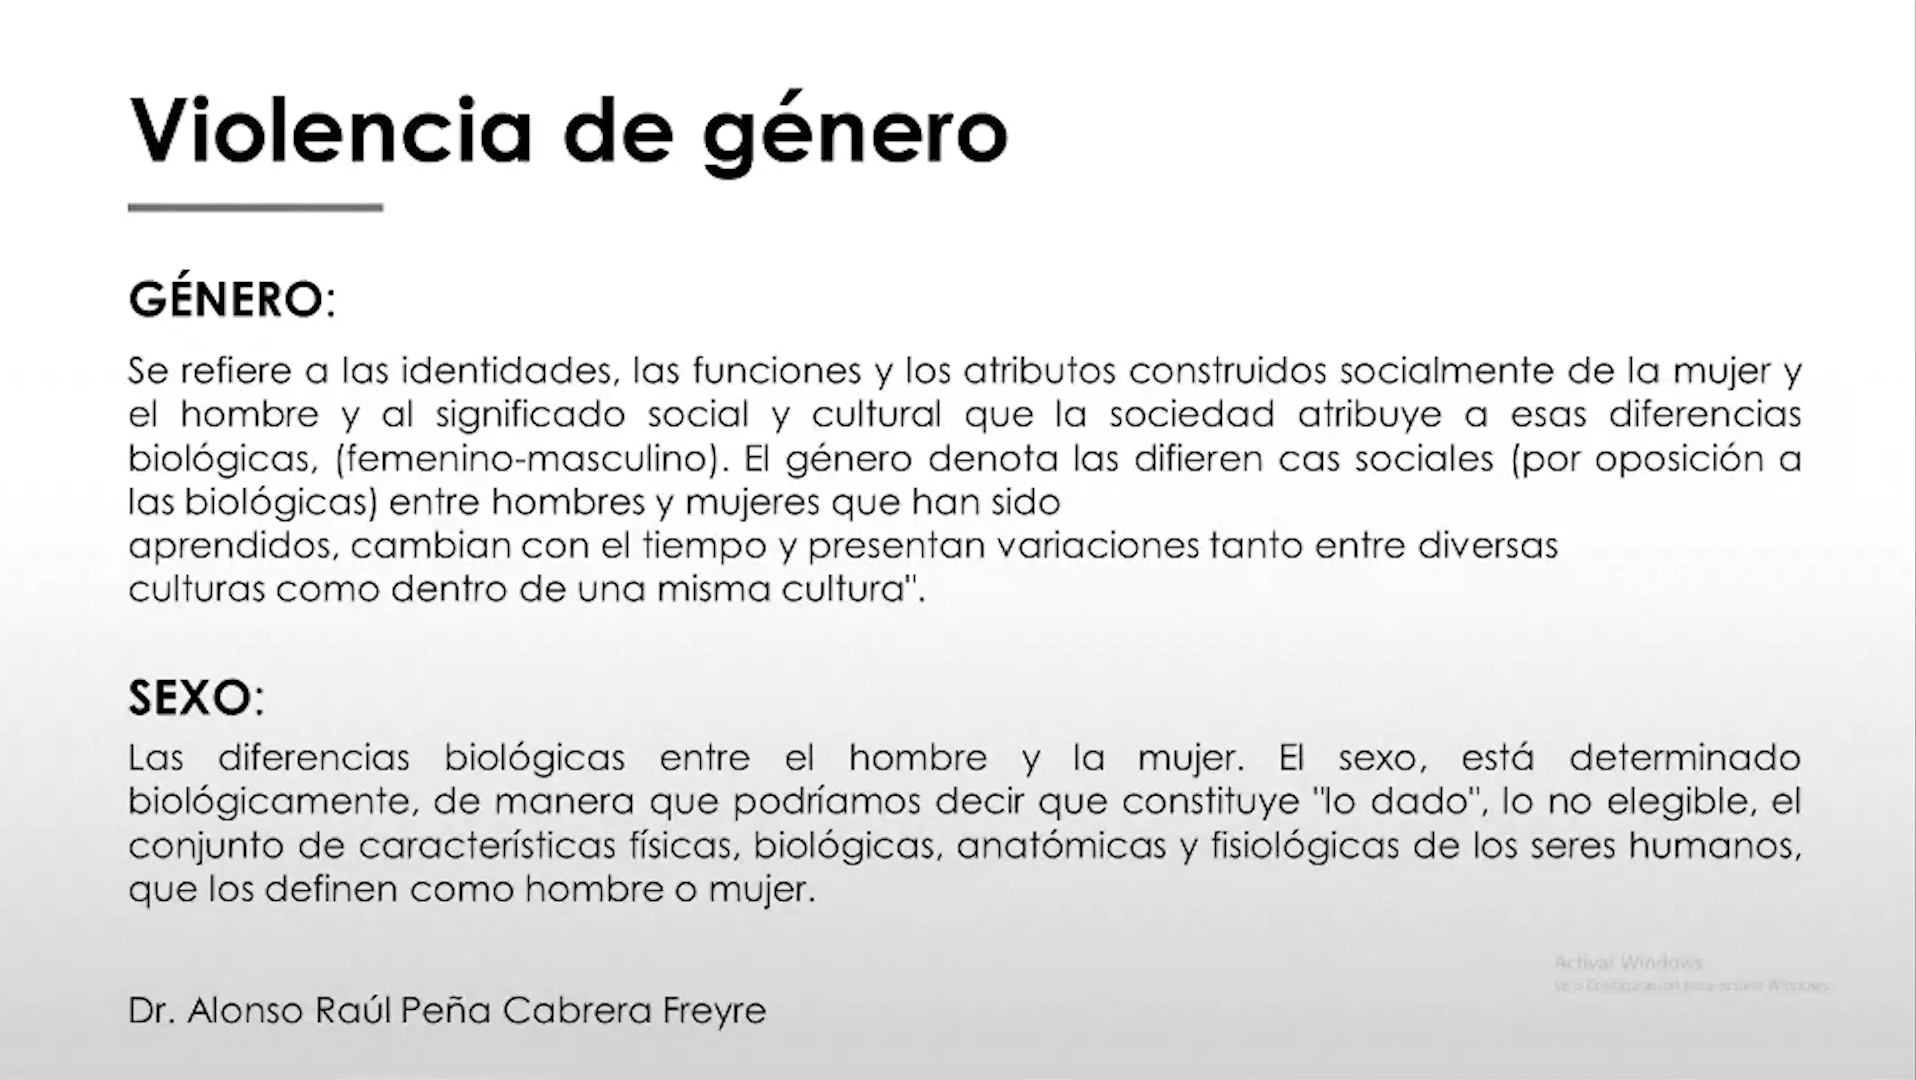 Violencia de género
GÉNERO:
Se refiere a las identidades, las funciones y los atributos construidos socialmente de la mujer y
el hombre y al significado social y cultural que la sociedad atribuye a esas diferencias
biológicas, (femenino-masculino). El género denota las difieren cas sociales (por oposición a
las biológicas) entre hombres y mujeres que han sido
aprendidos, cambian con el tiempo y presentan variaciones tanto entre diversas
culturas como dentro de una misma cultura".
SEXO:
Las diferencias biológicas entre el hombre y la mujer. El sexo, está determinado
biológicamente, de manera que podríamos decir que constituye "lo dado", lo no elegible, el
conjunto de características físicas, biológicas, anatómicas y fisiológicas de los seres humanos,
que los definen como hombre o mujer.
Activar Windows
Configuración para activar Windows.
Dr. Alonso Raúl Peña Cabrera Freyre